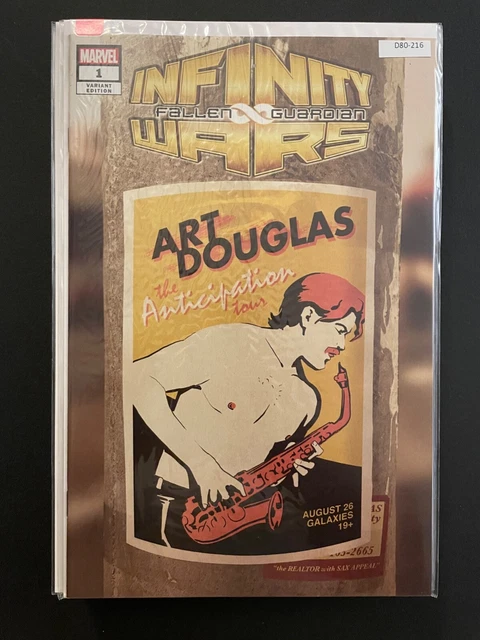 D80-216
MARVEL
1
VARIANT
EDITION
INFINITY
FALLEN GUARDIAN
WARS
ART
DOUGLAS
the
Anticipation
tour
AUGUST 26
GALAXIES
19+
-2665
"the REALTOR with SAX APPEAL"